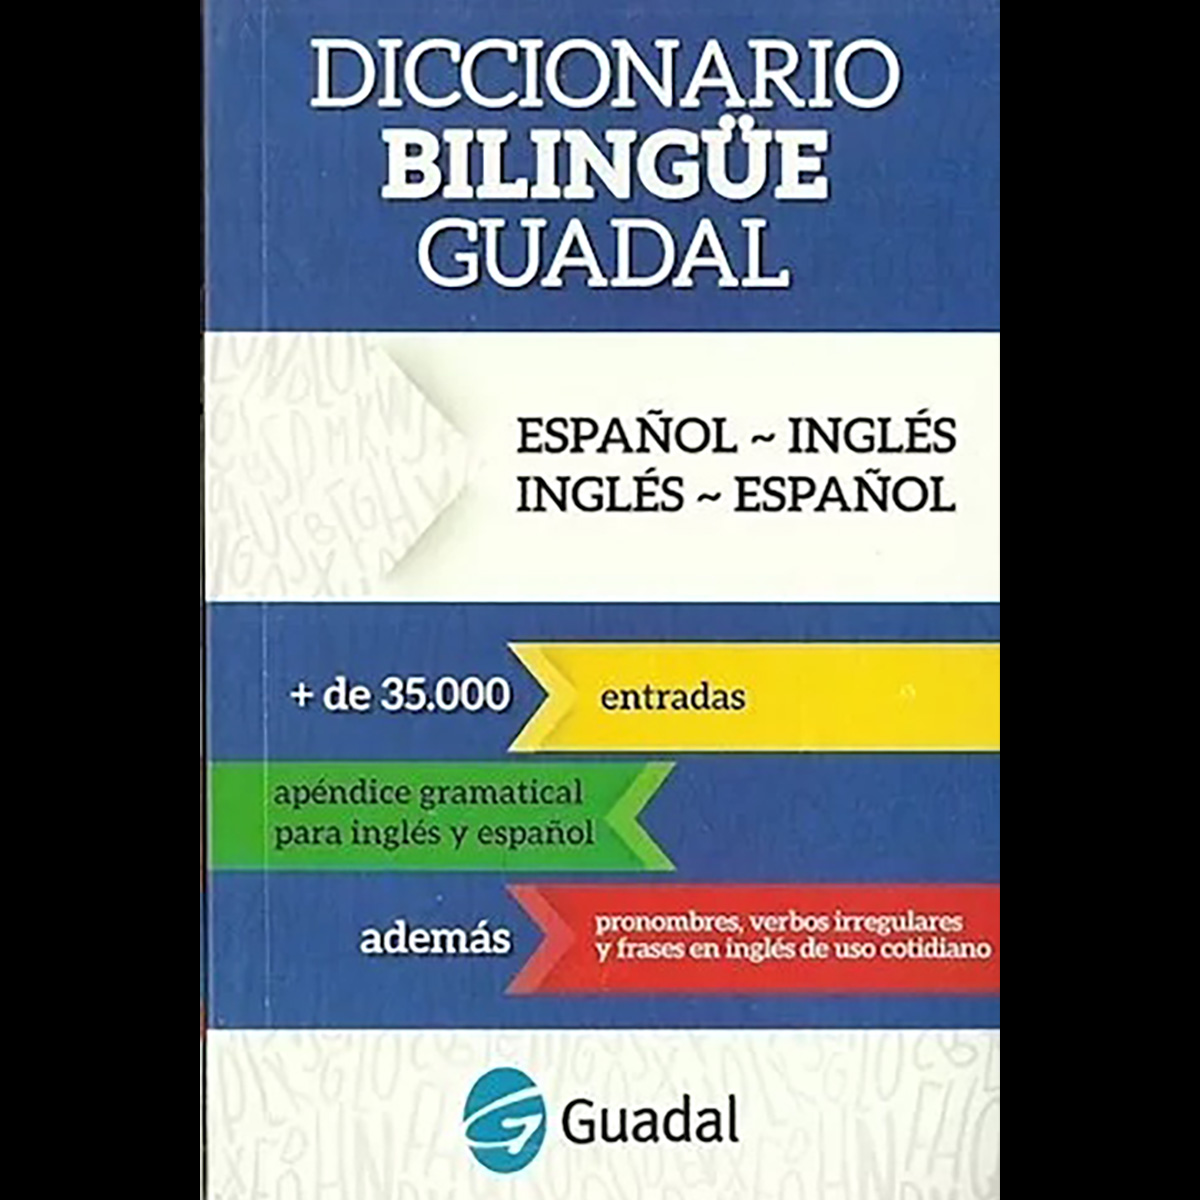 DICCIONARIO
BILINGÜE
GUADAL
ESPAÑOL ~ INGLÉS
INGLÉS ~ ESPAÑOL
+ de 35.000 entradas
apéndice gramatical
para inglés y español
además
pronombres, verbos irregulares
y frases en inglés de uso cotidiano
Guadal